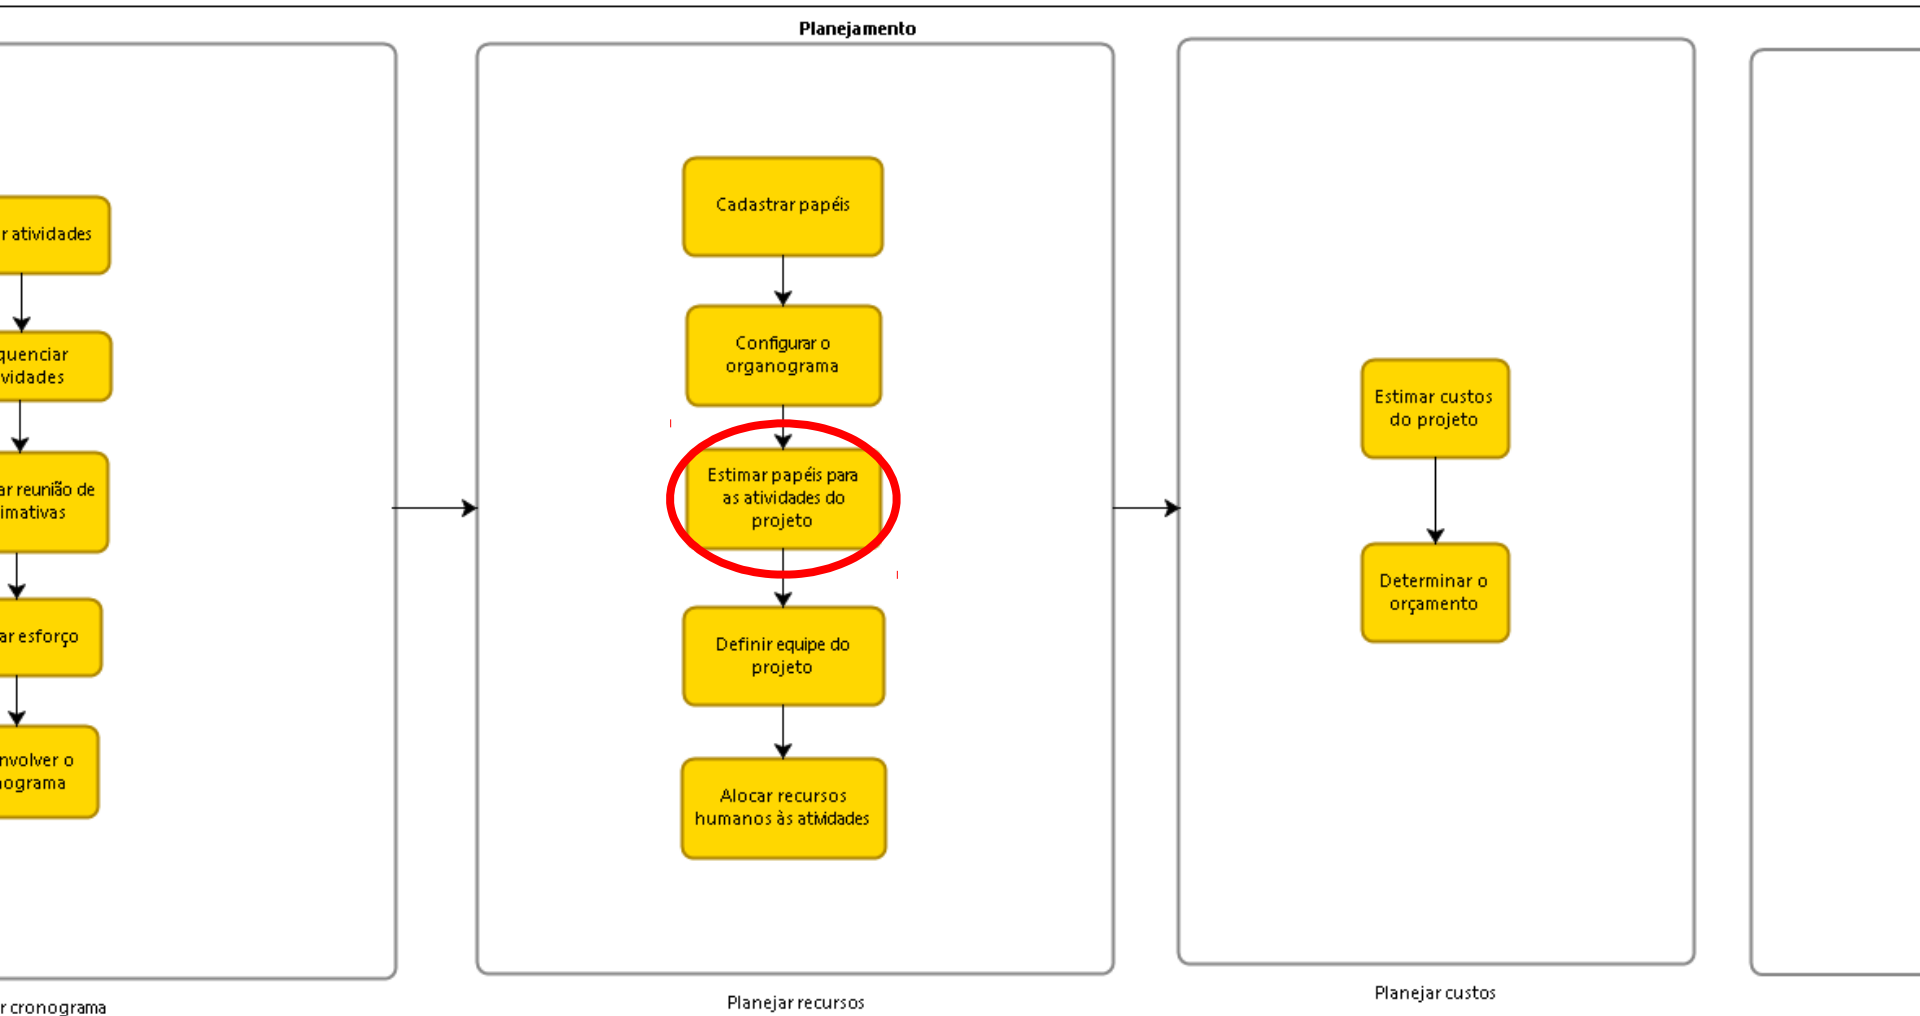 Planejamento
r atividades
quenciar
vidades
ar reunião de
imativas
ar esforço
nvolver o
nograma
r cronograma
Cadastrar papéis
Configurar o
organograma
Estimar papéis para
as atividades do
projeto
Definir equipe do
projeto
Alocar recursos
humanos às atividades
Planejar recursos
Estimar custos
do projeto
Determinar o
orçamento
Planejar custos